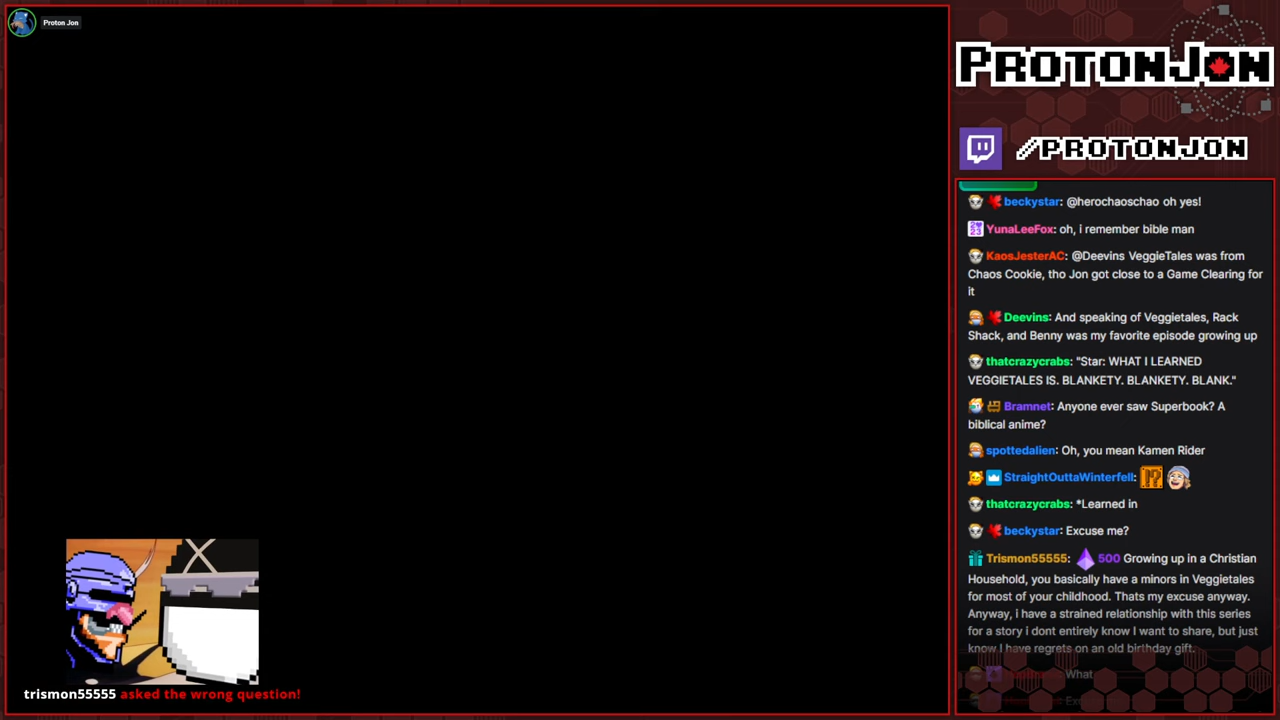 Proton Jon
PROTONJON
/PROTONJON
beckystar: @herochaoschao oh yes!
YunaLeeFox: oh, i remember bible man
KaosJesterAC: @Deevins VeggieTales was from
Chaos Cookie, tho Jon got close to a Game Clearing for
it
Deevins: And speaking of Veggietales, Rack
Shack, and Benny was my favorite episode growing up
thatcrazycrabs: "Star: WHAT I LEARNED
VEGGIETALES IS. BLANKETY. BLANKETY. BLANK."
Bramnet: Anyone ever saw Superbook? A
biblical anime?
spottedalien: Oh, you mean Kamen Rider
StraightOuttaWinterfell:
thatcrazycrabs: *Learned in
beckystar: Excuse me?
Trismon55555: 500 Growing up in a Christian
Household, you basically have a minors in Veggietales
for most of your childhood. Thats my excuse anyway.
Anyway, i have a strained relationship with this series
for a story i dont entirely know I want to share, but just
know I have regrets on an old birthday gift.
What
trismon55555 asked the wrong question!